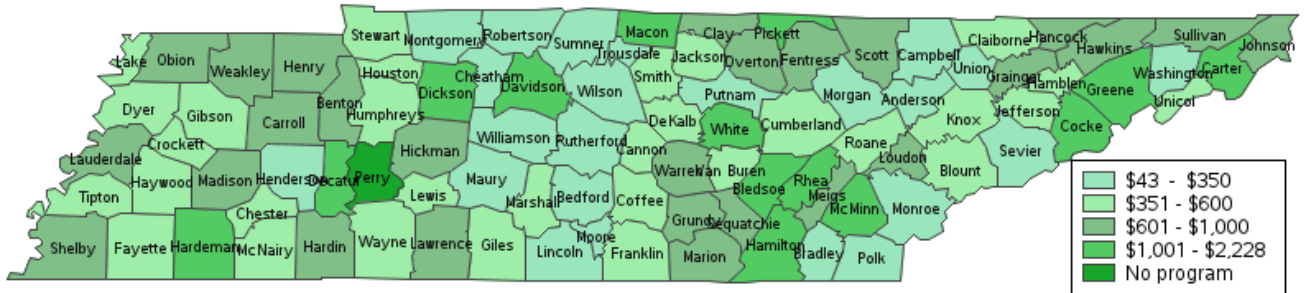 Stewart
Montgomery
Robertson
Sumner
Trousdale
Macon
Clay
Pickett
Scott
Campbell
Claiborne
Hancock
Hawkins
Sullivan
Johnson
Lake
Obion
Weakley
Henry
Houston
Dickson
Cheatham
Davidson
Wilson
Smith
Jackson
Overton
Fentress
Morgan
Anderson
Union
Grainger
Hamblen
Greene
Washington
Carter
Unicol
Dyer
Gibson
Carroll
Benton
Humphreys
Hickman
Williamson
Rutherford
Cannon
DeKalb
Putnam
White
Cumberland
Roane
Knox
Jefferson
Cocke
Sevier
Lauderdale
Crockett
Haywood
Madison
Henderson
Decatur
Perry
Lewis
Maury
Marshall
Bedford
Coffee
Warren
Van Buren
Bledsoe
Rhea
Meigs
Loudon
Blount
Monroe
McMinn
Tipton
Chester
Shelby
Fayette
Hardeman
McNairy
Hardin
Wayne
Lawrence
Giles
Lincoln
Moore
Franklin
Grundy
Sequatchie
Marion
Hamilton
Bradley
Polk
$43 - $350
$351 - $600
$601 - $1,000
$1,001 - $2,228
No program